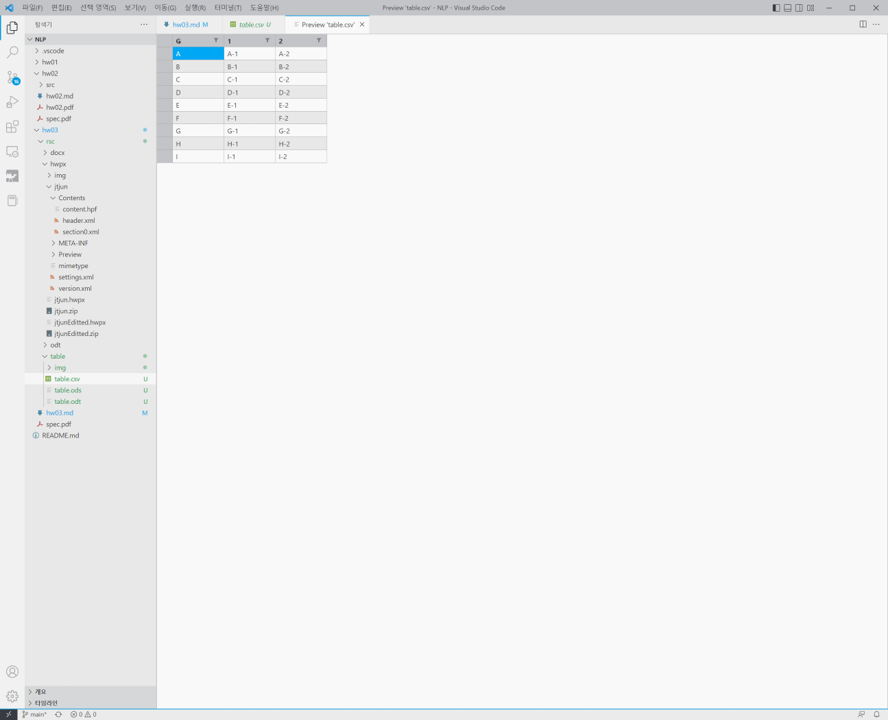 파일(F) 편집(E) 선택 영역(S) 보기(V) 이동(G) 실행(R) 터미널(T) 도움말(H)
Preview 'table.csv' - NLP - Visual Studio Code
탐색기
hw03.md M
table.csv U
Preview 'table.csv'
NLP
.vscode
hw01
hw02
src
hw02.md
hw02.pdf
spec.pdf
hw03
rsc
docx
hwpx
img
jtjun
Contents
content.hpf
header.xml
section0.xml
META-INF
Preview
mimetype
settings.xml
version.xml
jtjun.hwpx
jtjun.zip
jtjunEditted.hwpx
jtjunEditted.zip
odt
table
img
table.csv U
table.ods U
table.odt U
hw03.md M
spec.pdf
README.md
개요
타임라인
G 1 2
A A-1 A-2
B B-1 B-2
C C-1 C-2
D D-1 D-2
E E-1 E-2
F F-1 F-2
G G-1 G-2
H H-1 H-2
I I-1 I-2
main* 0 0